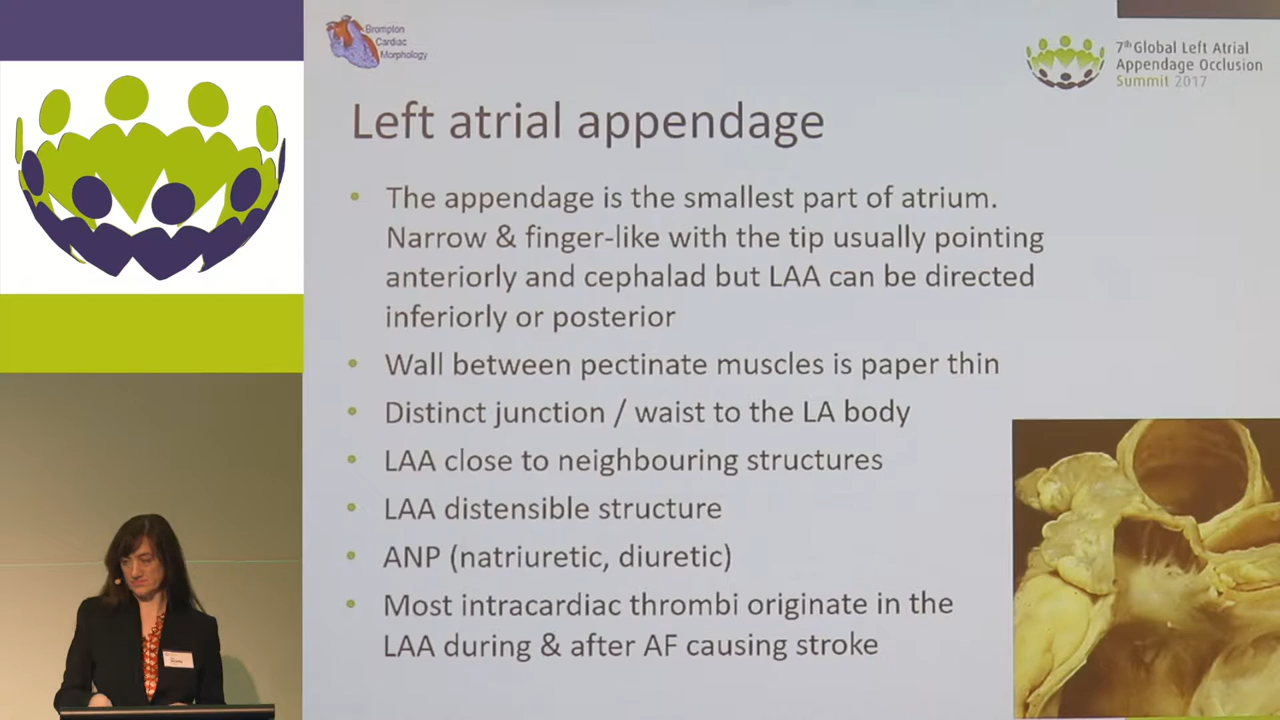 Brompton
Cardiac
Morphology
7th Global Left Atrial
Appendage Occlusion
Summit 2017
Left atrial appendage
• The appendage is the smallest part of atrium.
Narrow & finger-like with the tip usually pointing
anteriorly and cephalad but LAA can be directed
inferiorly or posterior
• Wall between pectinate muscles is paper thin
• Distinct junction / waist to the LA body
• LAA close to neighbouring structures
• LAA distensible structure
• ANP (natriuretic, diuretic)
• Most intracardiac thrombi originate in the
LAA during & after AF causing stroke